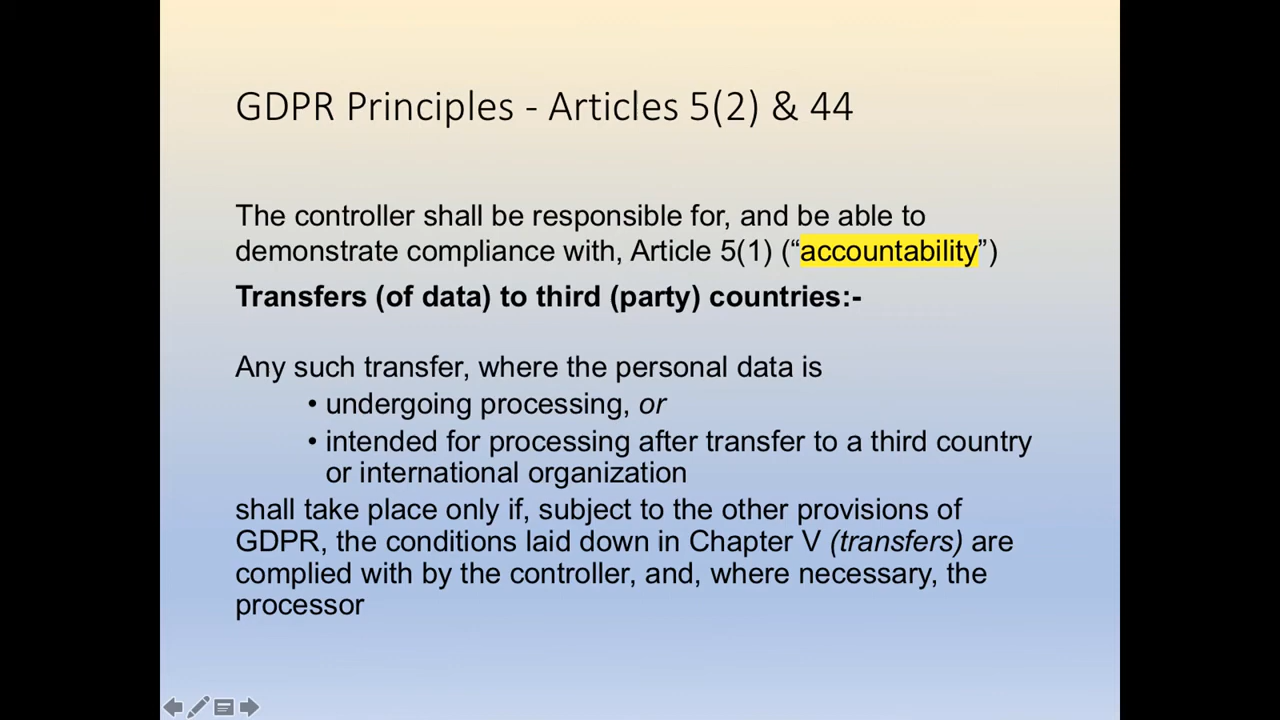 GDPR Principles - Articles 5(2) & 44
The controller shall be responsible for, and be able to
demonstrate compliance with, Article 5(1) (“accountability”)
Transfers (of data) to third (party) countries:-
Any such transfer, where the personal data is
• undergoing processing, or
• intended for processing after transfer to a third country
or international organization
shall take place only if, subject to the other provisions of
GDPR, the conditions laid down in Chapter V (transfers) are
complied with by the controller, and, where necessary, the
processor